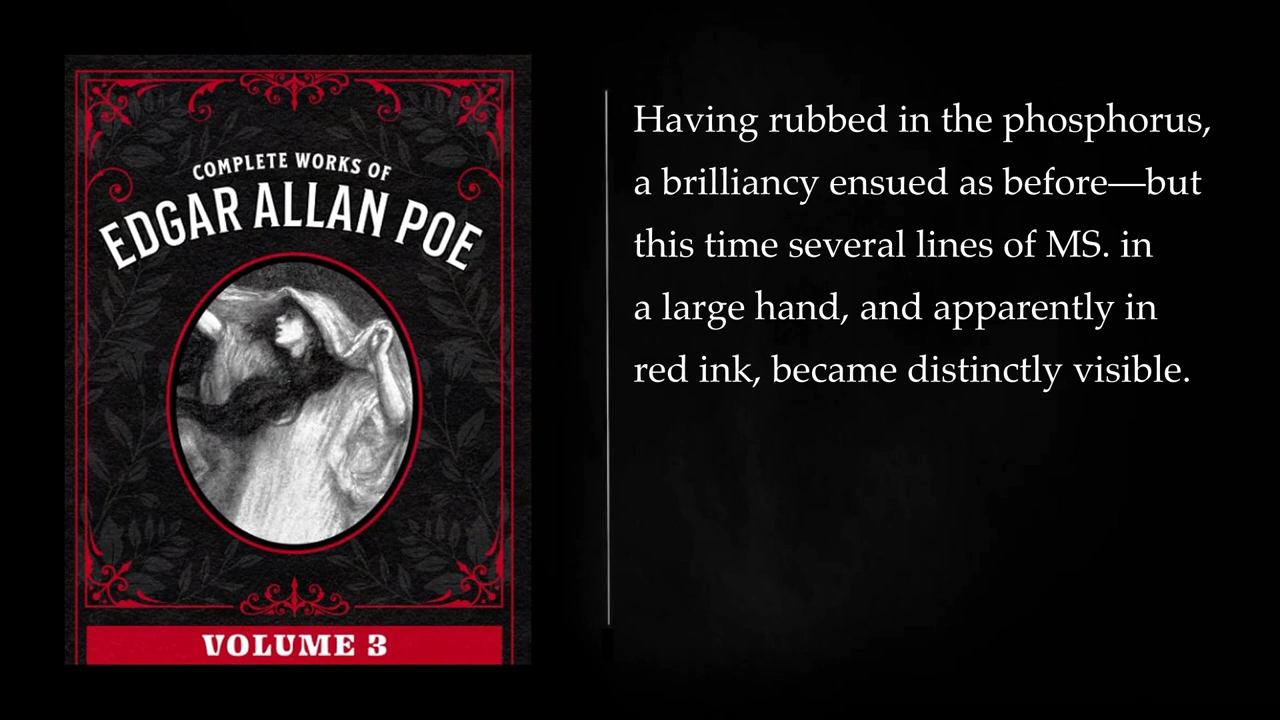 COMPLETE WORKS OF
EDGAR ALLAN POE
VOLUME 3
Having rubbed in the phosphorus,
a brilliancy ensued as before—but
this time several lines of MS. in
a large hand, and apparently in
red ink, became distinctly visible.